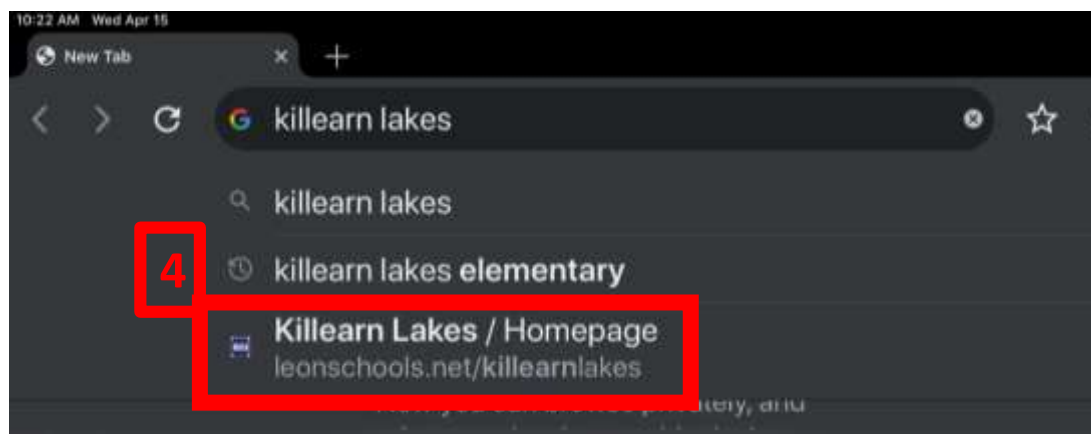 10:22 AM Wed Apr 15
New Tab
killearn lakes
killearn lakes
4
killearn lakes elementary
Killearn Lakes / Homepage
leonschools.net/killearnlakes